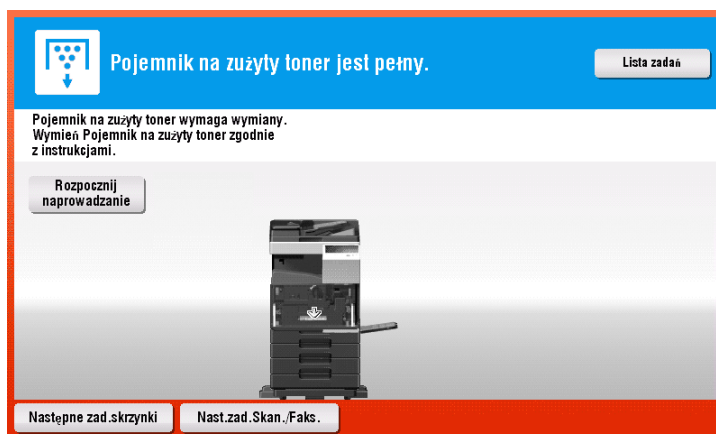 Pojemnik na zużyty toner jest pełny.
Lista zadań
Pojemnik na zużyty toner wymaga wymiany.
Wymień Pojemnik na zużyty toner zgodnie
z instrukcjami.
Rozpocznij
naprowadzanie
Następne zad.skrzynki
Nast.zad.Skan./Faks.